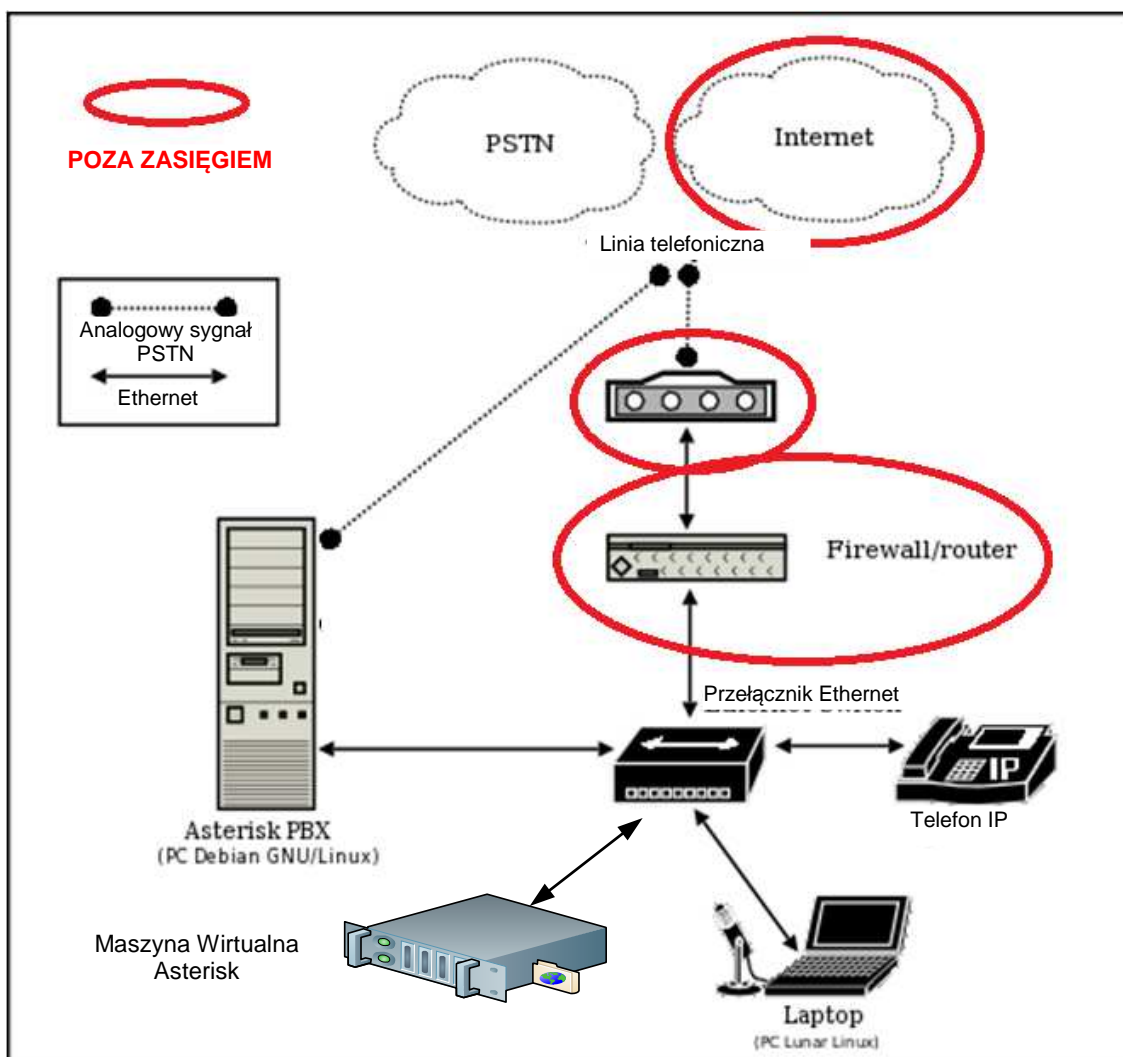 PSTN
Internet
POZA ZASIĘGIEM
Linia telefoniczna
Analogowy sygnał
PSTN
Ethernet
Firewall/router
Przełącznik Ethernet
IP
Telefon IP
Asterisk PBX
(PC Debian GNU/Linux)
Maszyna Wirtualna
Asterisk
Laptop
(PC Lunar Linux)